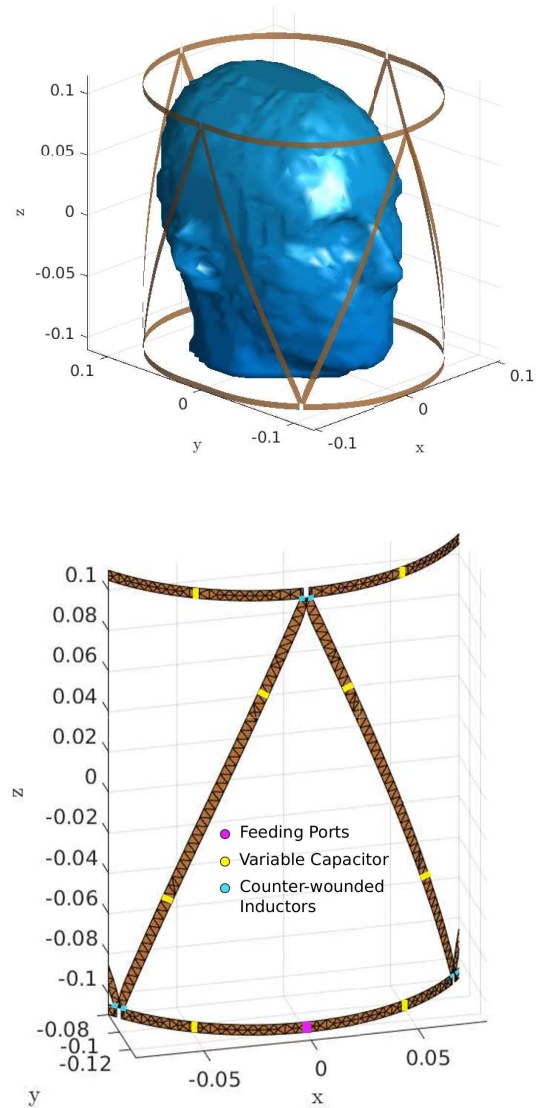 0.1
0.05
0
-0.05
-0.1
z
0.1
0
-0.1
y
-0.1
0
0.1
x
0.1
0.08
0.06
0.04
0.02
0
-0.02
-0.04
-0.06
-0.08
-0.1
z
Feeding Ports
Variable Capacitor
Counter-wounded
Inductors
-0.08
-0.1
-0.12
y
-0.05
0
0.05
x